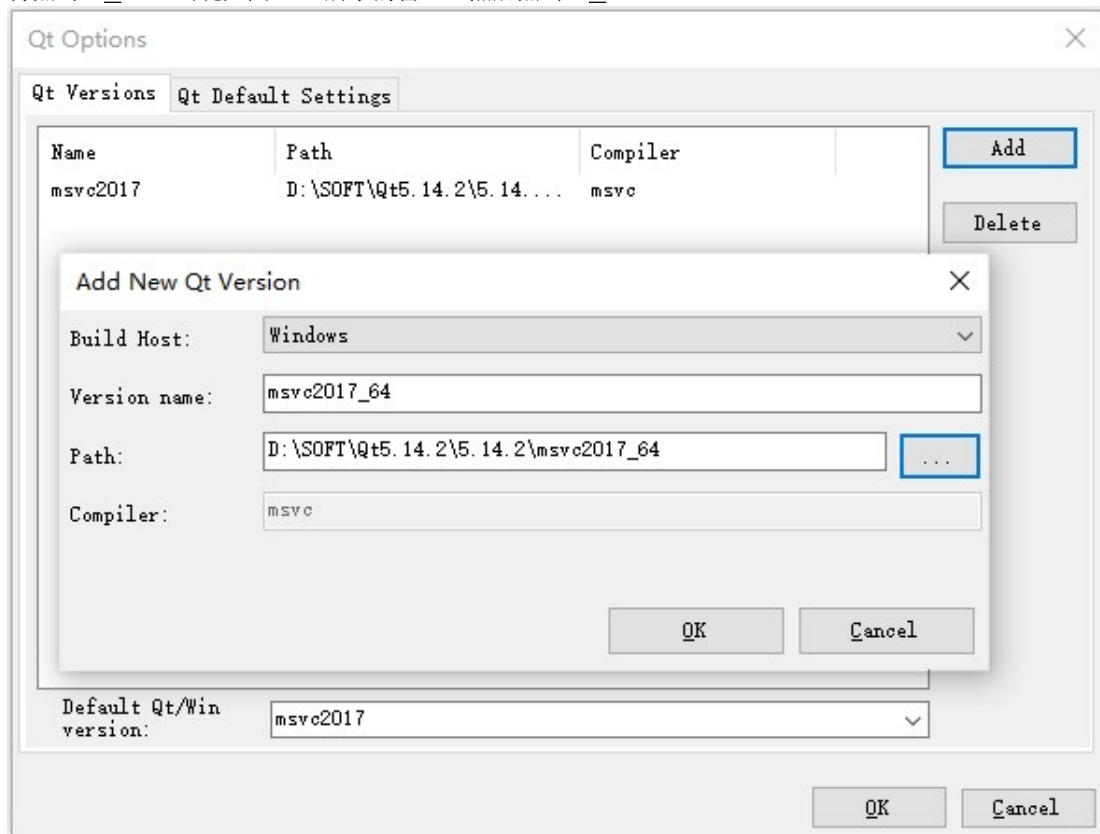 Qt Options
Qt Versions Qt Default Settings
Name Path Compiler
msvc2017 D:\SOFT\Qt5.14.2\5.14.... msvc
Add
Delete
Add New Qt Version
Build Host: Windows
Version name: msvc2017_64
Path: D:\SOFT\Qt5.14.2\5.14.2\msvc2017_64 ...
Compiler: msvc
OK Cancel
Default Qt/Win
version: msvc2017
OK Cancel